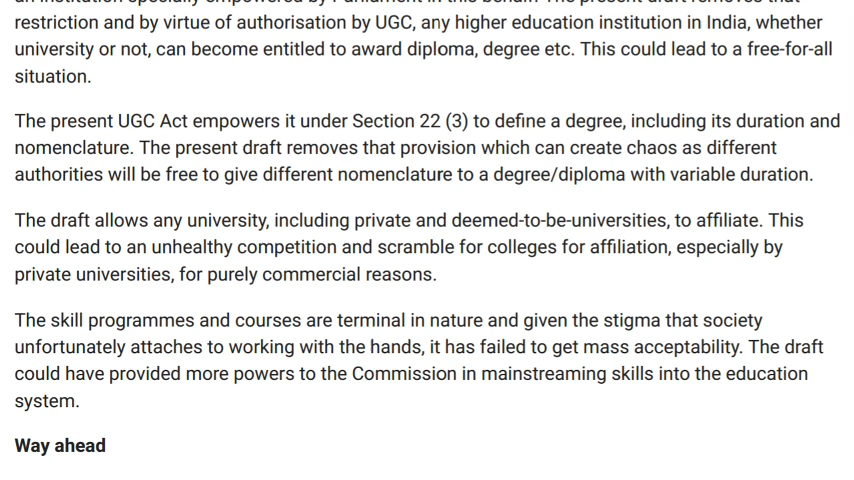 restriction and by virtue of authorisation by UGC, any higher education institution in India, whether
university or not, can become entitled to award diploma, degree etc. This could lead to a free-for-all
situation.
The present UGC Act empowers it under Section 22 (3) to define a degree, including its duration and
nomenclature. The present draft removes that provision which can create chaos as different
authorities will be free to give different nomenclature to a degree/diploma with variable duration.
The draft allows any university, including private and deemed-to-be-universities, to affiliate. This
could lead to an unhealthy competition and scramble for colleges for affiliation, especially by
private universities, for purely commercial reasons.
The skill programmes and courses are terminal in nature and given the stigma that society
unfortunately attaches to working with the hands, it has failed to get mass acceptability. The draft
could have provided more powers to the Commission in mainstreaming skills into the education
system.
Way ahead